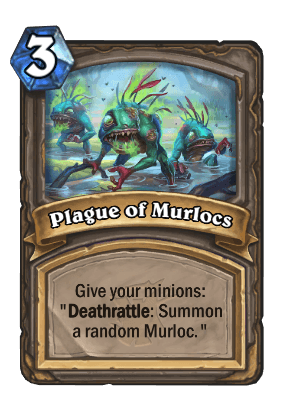 3
Plague of Murlocs
Give your minions:
"Deathrattle: Summon
a random Murloc. "